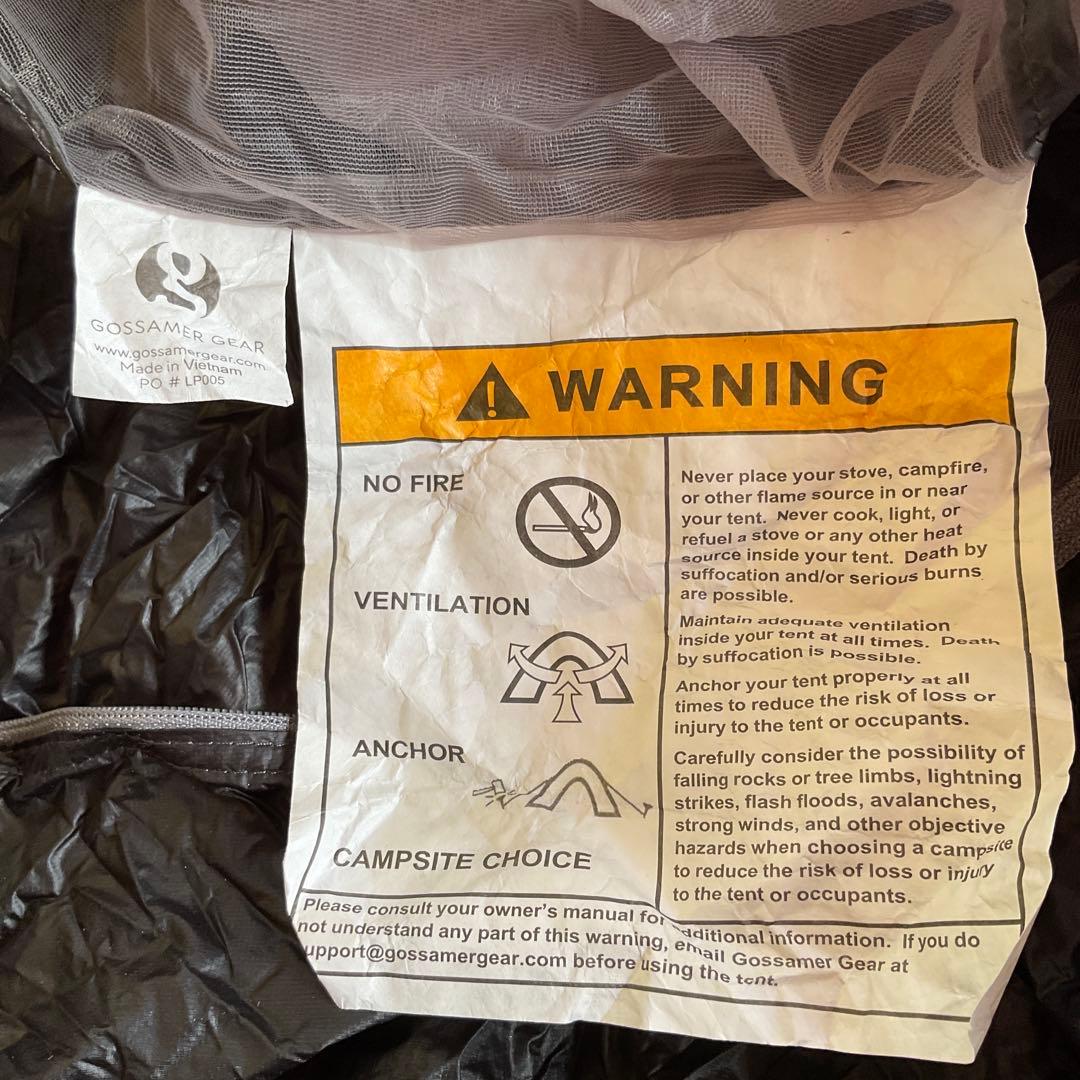 GOSSAMER GEAR
www.gossamergear.com
Made in Vietnam
PO # LP005
WARNING
NO FIRE
Never place your stove, campfire,
or other flame source in or near
your tent. Never cook, light, or
refuel a stove or any other heat
source inside your tent. Death by
suffocation and/or serious burns
are possible.
VENTILATION
Maintain adequate ventilation
inside your tent at all times. Death
by suffocation is possible.
ANCHOR
Anchor your tent properly at all
times to reduce the risk of loss or
injury to the tent or occupants.
CAMPSITE CHOICE
Carefully consider the possibility of
falling rocks or tree limbs, lightning
strikes, flash floods, avalanches,
strong winds, and other objective
hazards when choosing a campsite
to reduce the risk of loss or injury
to the tent or occupants.
Please consult your owner's manual for additional information. If you do
not understand any part of this warning, email Gossamer Gear at
upport@gossamergear.com before using the tent.